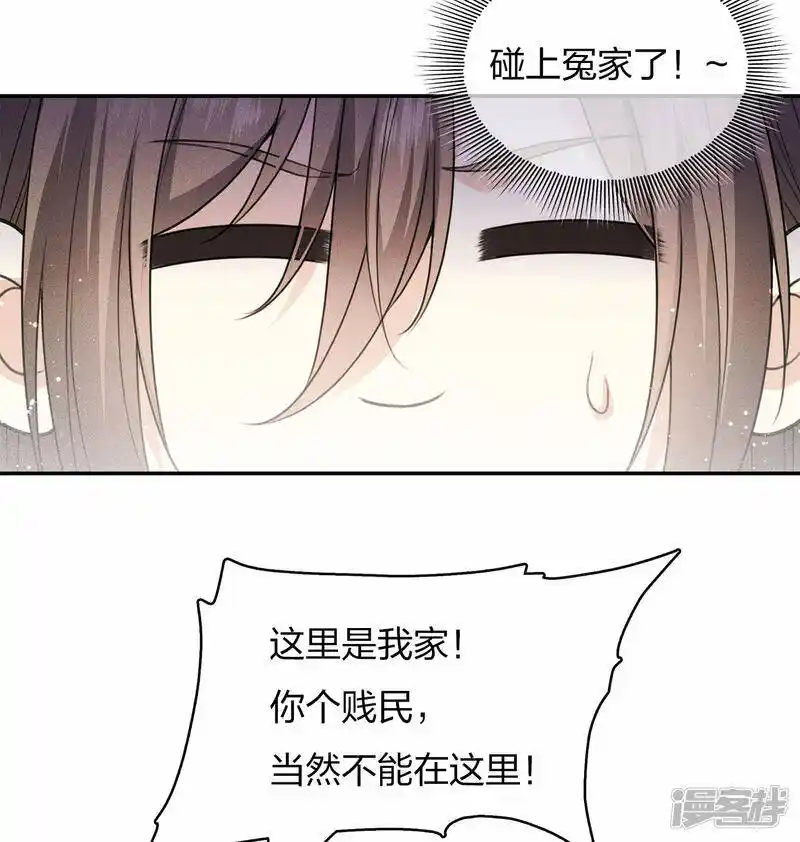 碰上冤家了！~
这里是我家！
你个贱民，
当然不能在这里！
漫客栈